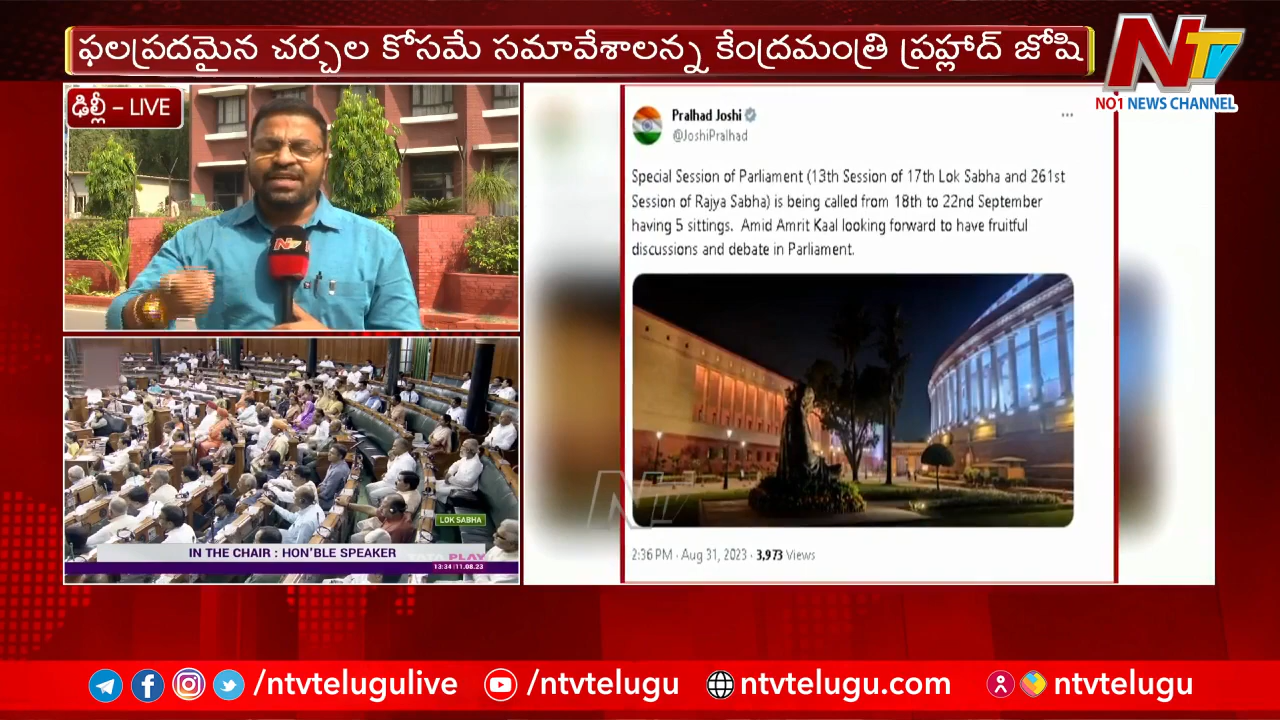 ఫలప్రదమైన చర్చల కోసమే సమావేశాలన్న కేంద్రమంత్రి ప్రహ్లాద్ జోషి
NTV
NO1 NEWS CHANNEL
ఢిల్లీ – LIVE
NTV
Pralhad Joshi
@JoshiPralhad
Special Session of Parliament (13th Session of 17th Lok Sabha and 261st
Session of Rajya Sabha) is being called from 18th to 22nd September
having 5 sittings. Amid Amrit Kaal looking forward to have fruitful
discussions and debate in Parliament.
NTV
2:36 PM · Aug 31, 2023 · 3,973 Views
LOK SABHA
IN THE CHAIR : HON'BLE SPEAKER
TATA PLAY
13:34 |11.08.23
/ntvtelugulive
/ntvtelugu
ntvtelugu.com
ntvtelugu